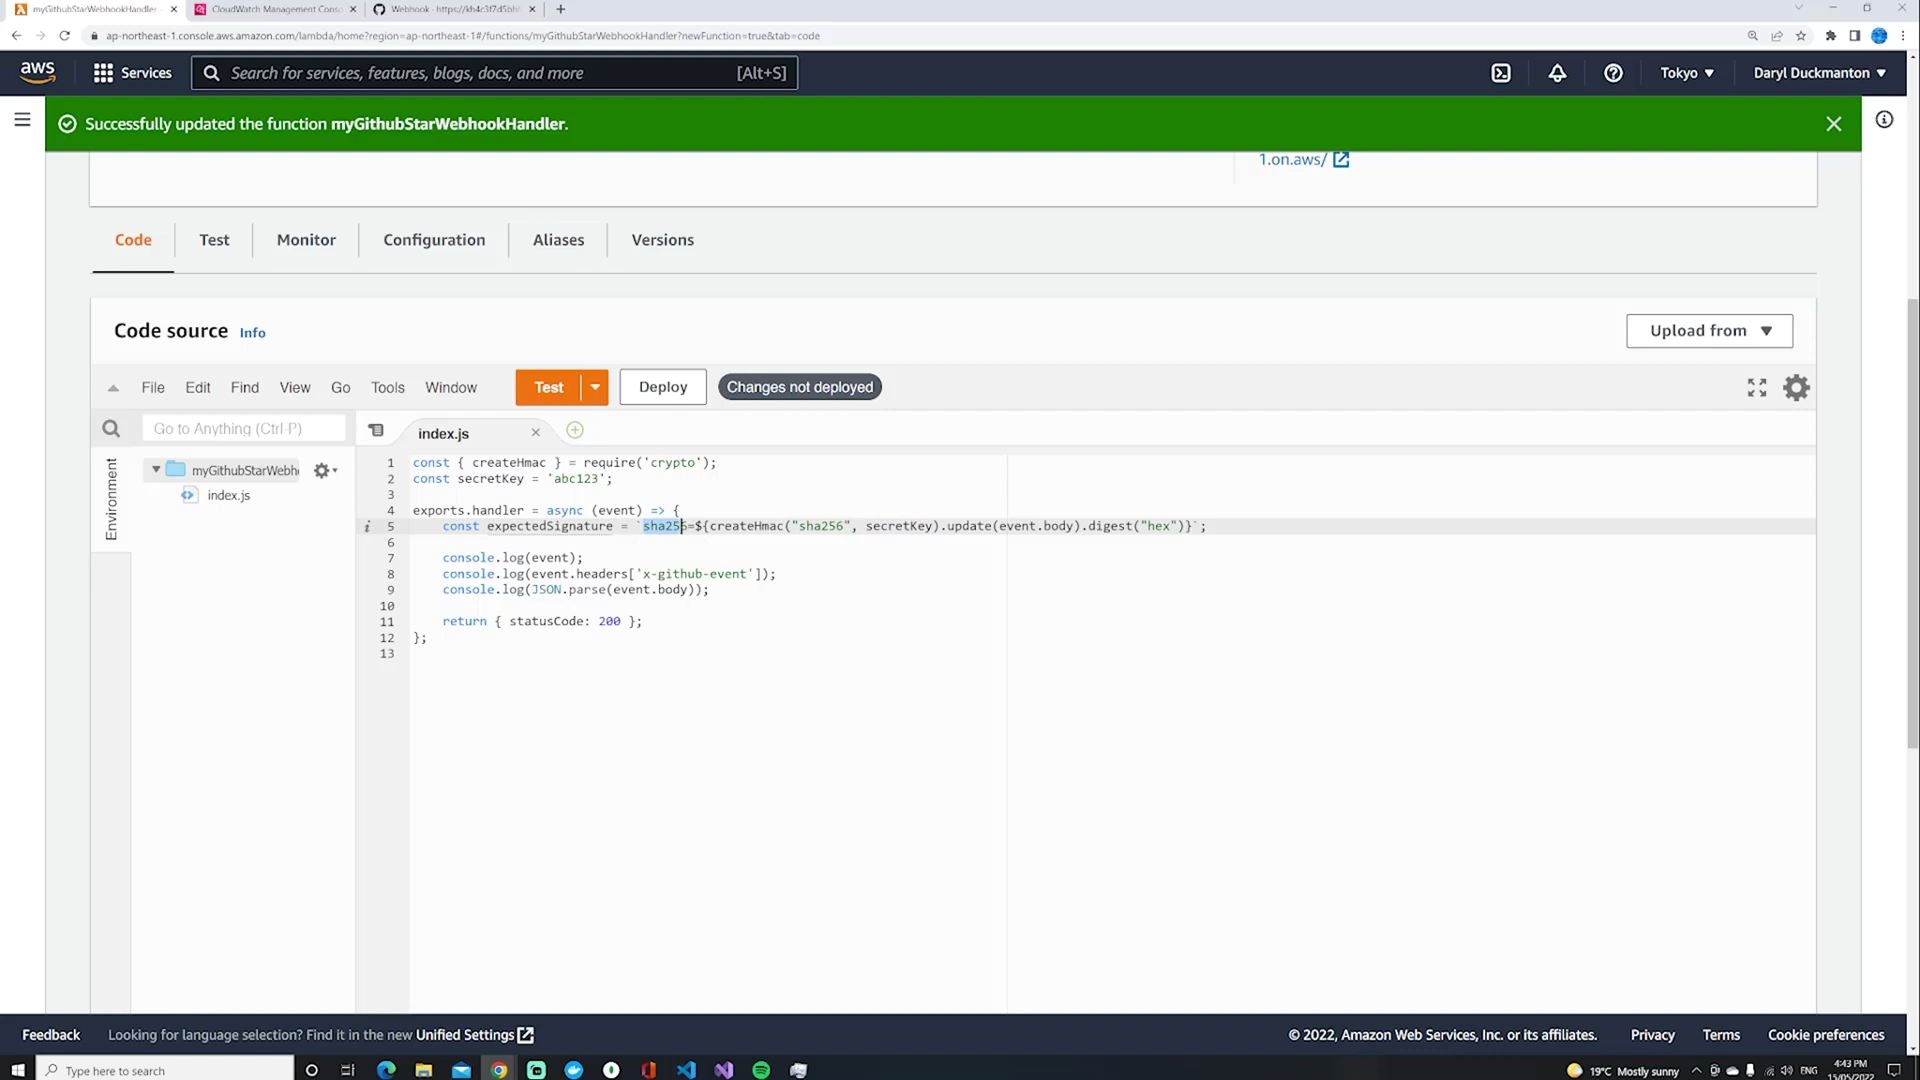 myGithubStarWebhookHandler -
CloudWatch Management Cons
Webhook · https://kh4c3f7d5bhh
ap-northeast-1.console.aws.amazon.com/lambda/home?region=ap-northeast-1#/functions/myGithubStarWebhookHandler?newFunction=true&tab=code
aws
Services
Search for services, features, blogs, docs, and more
[Alt+S]
Tokyo ▼
Daryl Duckmanton ▼
Successfully updated the function myGithubStarWebhookHandler.
1.on.aws/
Code
Test
Monitor
Configuration
Aliases
Versions
Code source Info
Upload from ▼
File Edit Find View Go Tools Window
Test
Deploy
Changes not deployed
Go to Anything (Ctrl-P)
index.js
Environment
myGithubStarWebh
index.js
1 const { createHmac } = require('crypto');
2 const secretKey = 'abc123';
3
4 exports.handler = async (event) => {
i 5 const expectedSignature = `sha256=${createHmac("sha256", secretKey).update(event.body).digest("hex")}`;
6
7 console.log(event);
8 console.log(event.headers['x-github-event']);
9 console.log(JSON.parse(event.body));
10
11 return { statusCode: 200 };
12 };
13
Feedback
Looking for language selection? Find it in the new Unified Settings
© 2022, Amazon Web Services, Inc. or its affiliates.
Privacy
Terms
Cookie preferences
Type here to search
19°C Mostly sunny
ENG
4:43 PM
15/05/2022